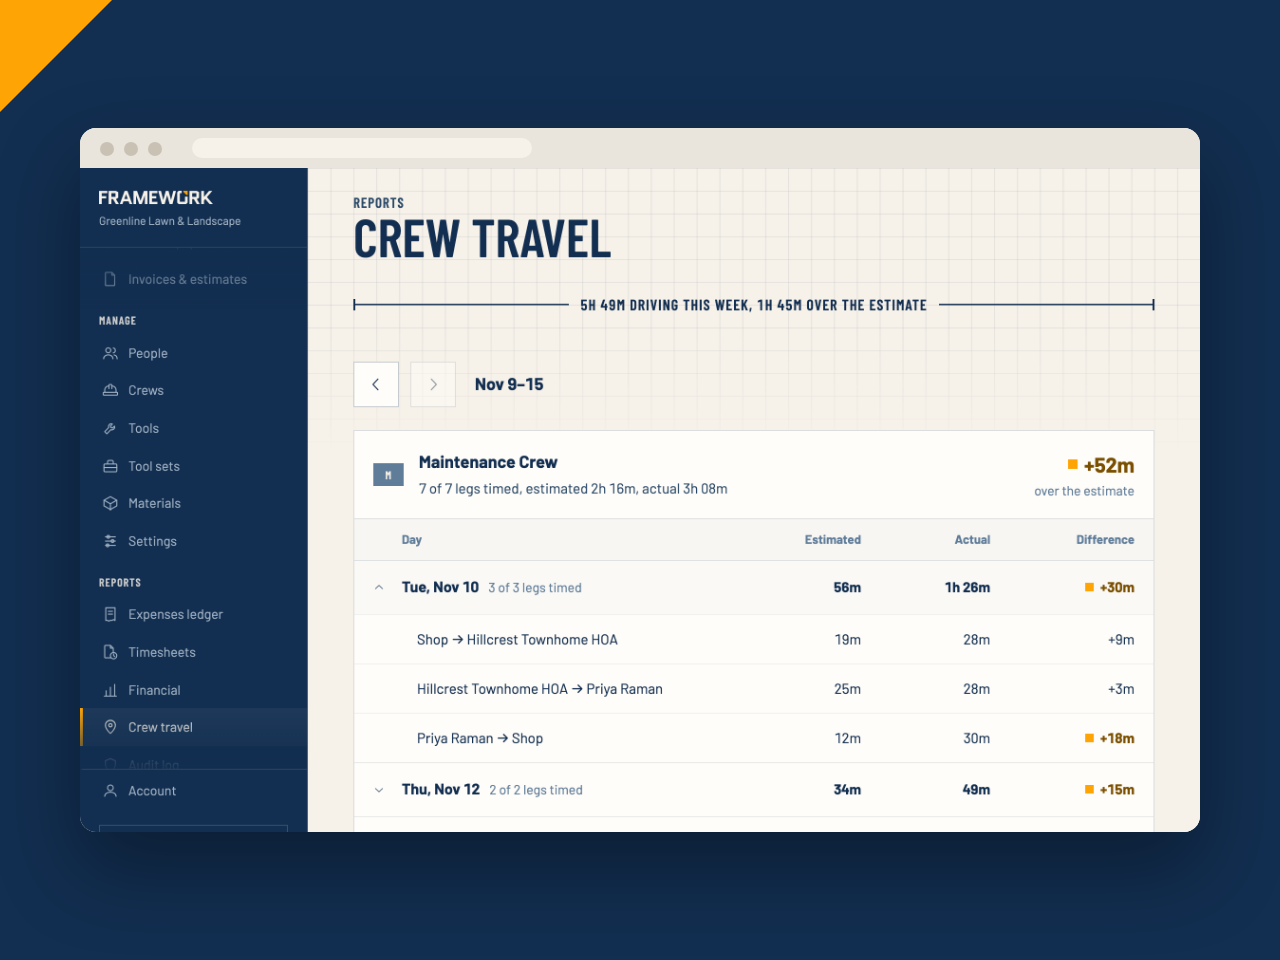 FRAMEWORK
Greenline Lawn & Landscape
Invoices & estimates
MANAGE
People
Crews
Tools
Tool sets
Materials
Settings
REPORTS
Expenses ledger
Timesheets
Financial
Crew travel
Audit log
Account
REPORTS
CREW TRAVEL
5H 49M DRIVING THIS WEEK, 1H 45M OVER THE ESTIMATE
Nov 9–15
M
Maintenance Crew
7 of 7 legs timed, estimated 2h 16m, actual 3h 08m
+52m
over the estimate
Day Estimated Actual Difference
Tue, Nov 10 3 of 3 legs timed 56m 1h 26m +30m
Shop → Hillcrest Townhome HOA 19m 28m +9m
Hillcrest Townhome HOA → Priya Raman 25m 28m +3m
Priya Raman → Shop 12m 30m +18m
Thu, Nov 12 2 of 2 legs timed 34m 49m +15m